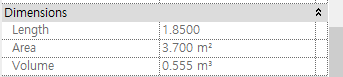 Dimensions
Length 1.8500
Area 3.700 m²
Volume 0.555 m³